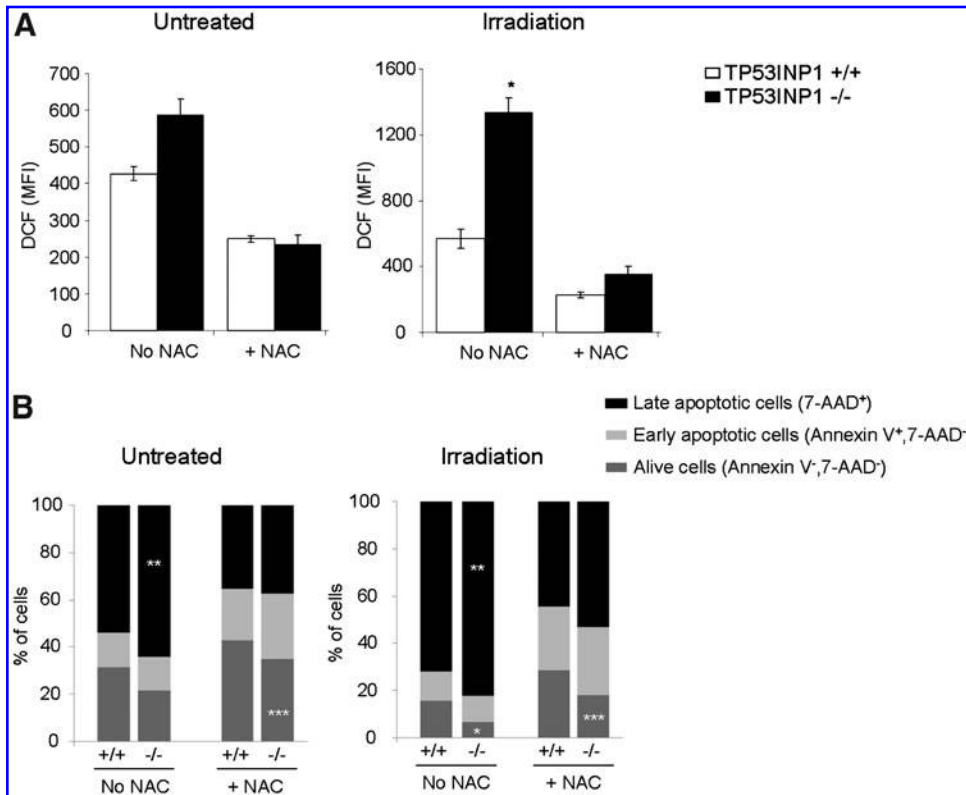 A
Untreated
Irradiation
TP53INP1 +/+
TP53INP1 -/-
DCF (MFI)
700
600
500
400
300
200
100
0
No NAC
+ NAC
DCF (MFI)
1600
1200
800
400
0
*
No NAC
+ NAC
B
Late apoptotic cells (7-AAD⁺)
Early apoptotic cells (Annexin V⁺,7-AAD⁻
Alive cells (Annexin V⁻,7-AAD⁻)
Untreated
Irradiation
% of cells
100
80
60
40
20
0
**
***
+/+ -/- +/+ -/-
No NAC + NAC
% of cells
100
80
60
40
20
0
**
*
***
+/+ -/- +/+ -/-
No NAC + NAC